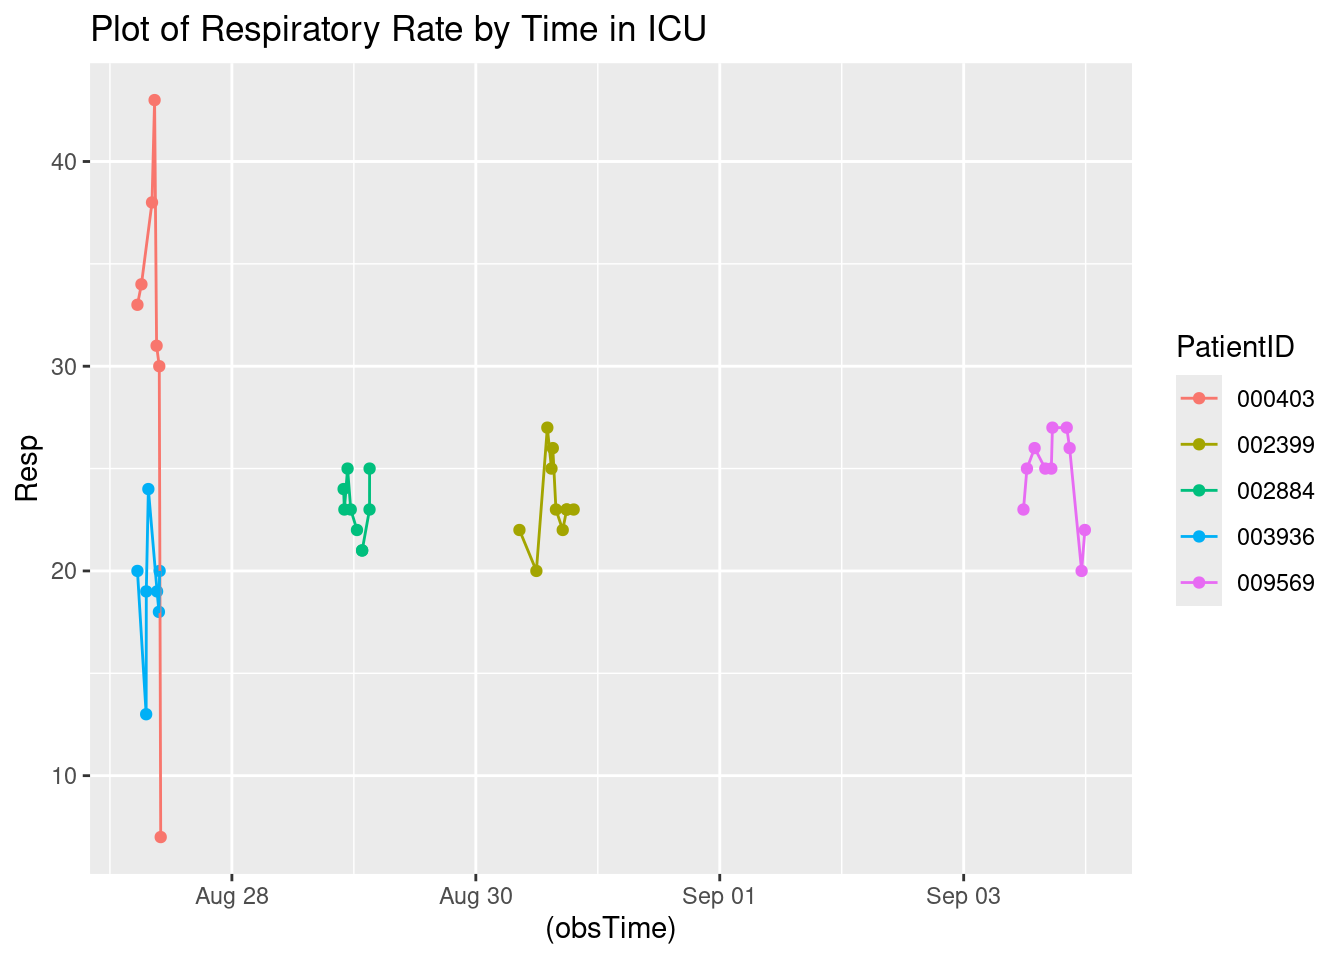 Plot of Respiratory Rate by Time in ICU
40
30
20
10
Resp
Aug 28
Aug 30
Sep 01
Sep 03
(obsTime)
PatientID
000403
002399
002884
003936
009569